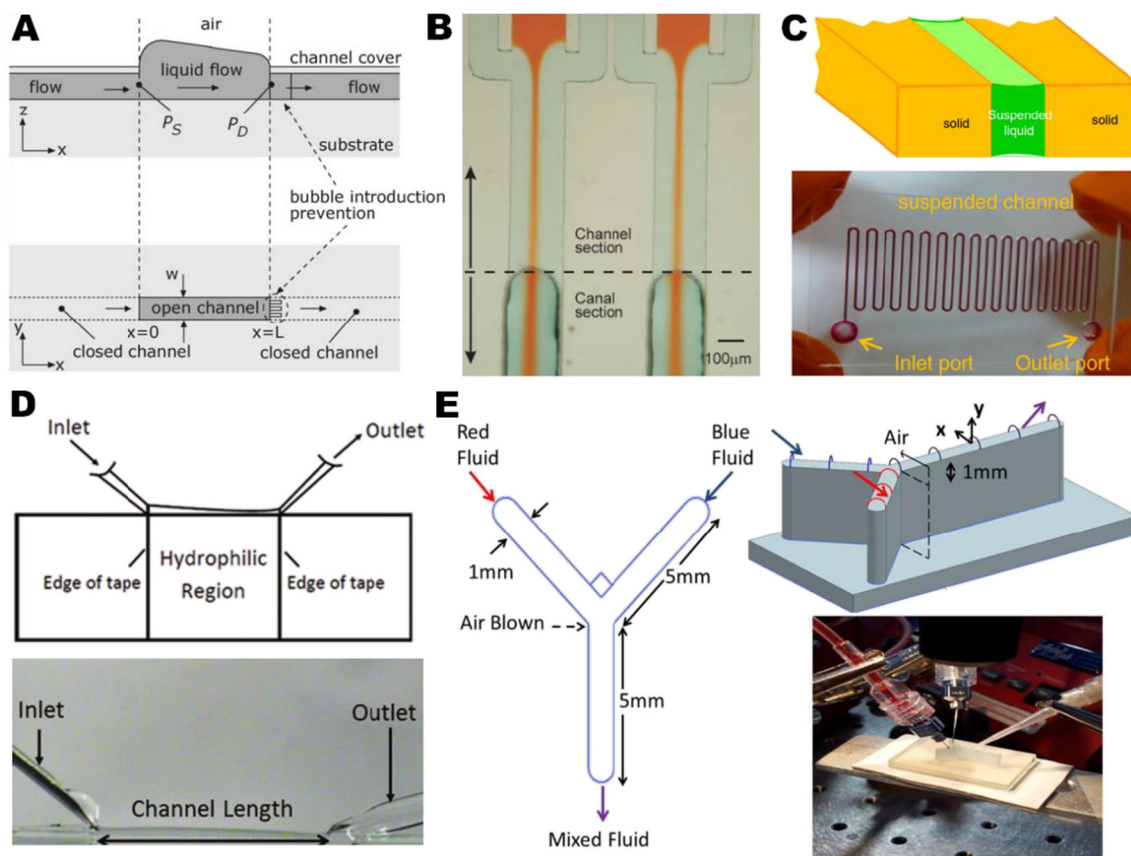 A
air
channel cover
liquid flow
flow
flow
P_S
P_D
z
x
substrate
bubble introduction
prevention
w
open channel
x=0
x=L
closed channel
closed channel
y
x
B
Channel
section
Canal
section
100μm
C
solid
Suspended
liquid
solid
suspended channel
Inlet port
Outlet port
D
Inlet
Outlet
Hydrophilic
Region
Edge of tape
Edge of tape
Inlet
Outlet
Channel Length
E
Red
Fluid
Blue
Fluid
1mm
5mm
Air Blown
5mm
Mixed Fluid
Air
x
y
1mm